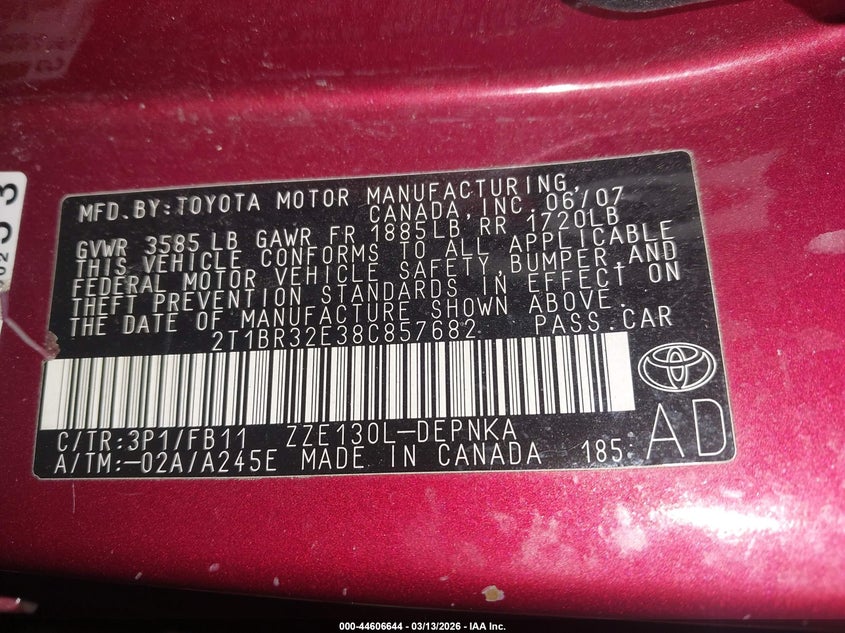 MFD.BY:TOYOTA MOTOR MANUFACTURING,
CANADA,INC. 06/07
GVWR 3585 LB GAWR FR 1885LB RR 1720LB
THIS VEHICLE CONFORMS TO ALL APPLICABLE
FEDERAL MOTOR VEHICLE SAFETY,BUMPER,AND
THEFT PREVENTION STANDARDS IN EFFECT ON
THE DATE OF MANUFACTURE SHOWN ABOVE.
2T1BR32E38C857682 PASS.CAR
C/TR:3P1/FB11 ZZE130L-DEPNKA
A/TM:-02A/A245E MADE IN CANADA 185:
AD
000-44606644 / 03/13/2026 - IAA Inc.